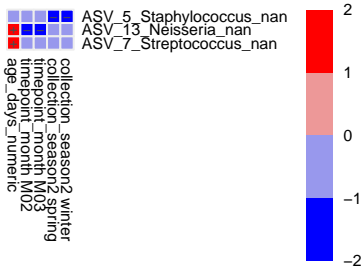 ASV_5_Staphylococcus_nan
ASV_13_Neisseria_nan
ASV_7_Streptococcus_nan
age_days_numeric
timepoint_month M02
timepoint_month M03
collection_season2 spring
collection_season2 winter
2
1
0
−1
−2